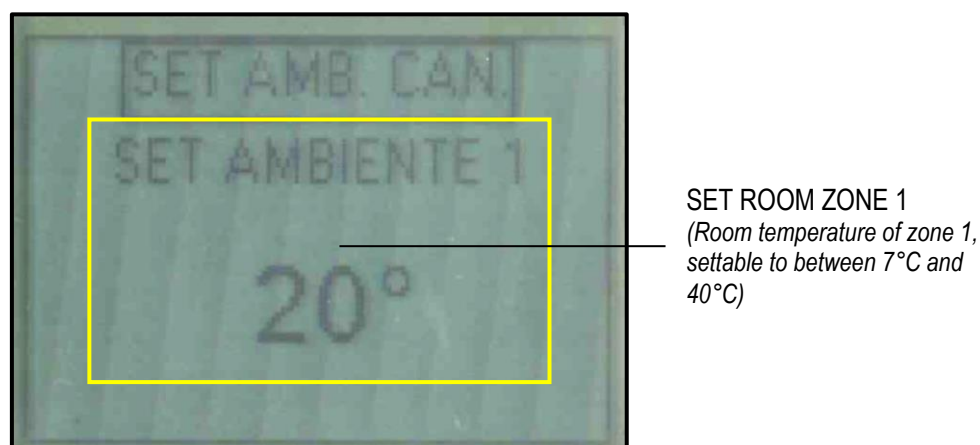 SET AMB. CAN.
SET AMBIENTE 1
20°
SET ROOM ZONE 1
(Room temperature of zone 1,
settable to between 7°C and
40°C)